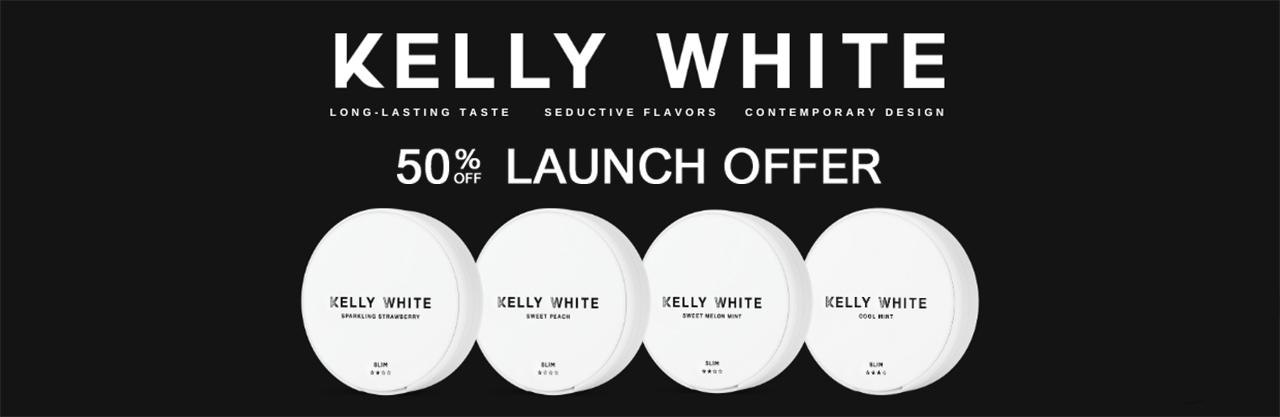 KELLY WHITE
LONG-LASTING TASTE SEDUCTIVE FLAVORS CONTEMPORARY DESIGN
50% OFF LAUNCH OFFER
KELLY WHITE
SPARKLING STRAWBERRY
SLIM
KELLY WHITE
SWEET PEACH
SLIM
KELLY WHITE
SWEET MELON MINT
SLIM
KELLY WHITE
COOL MINT
SLIM